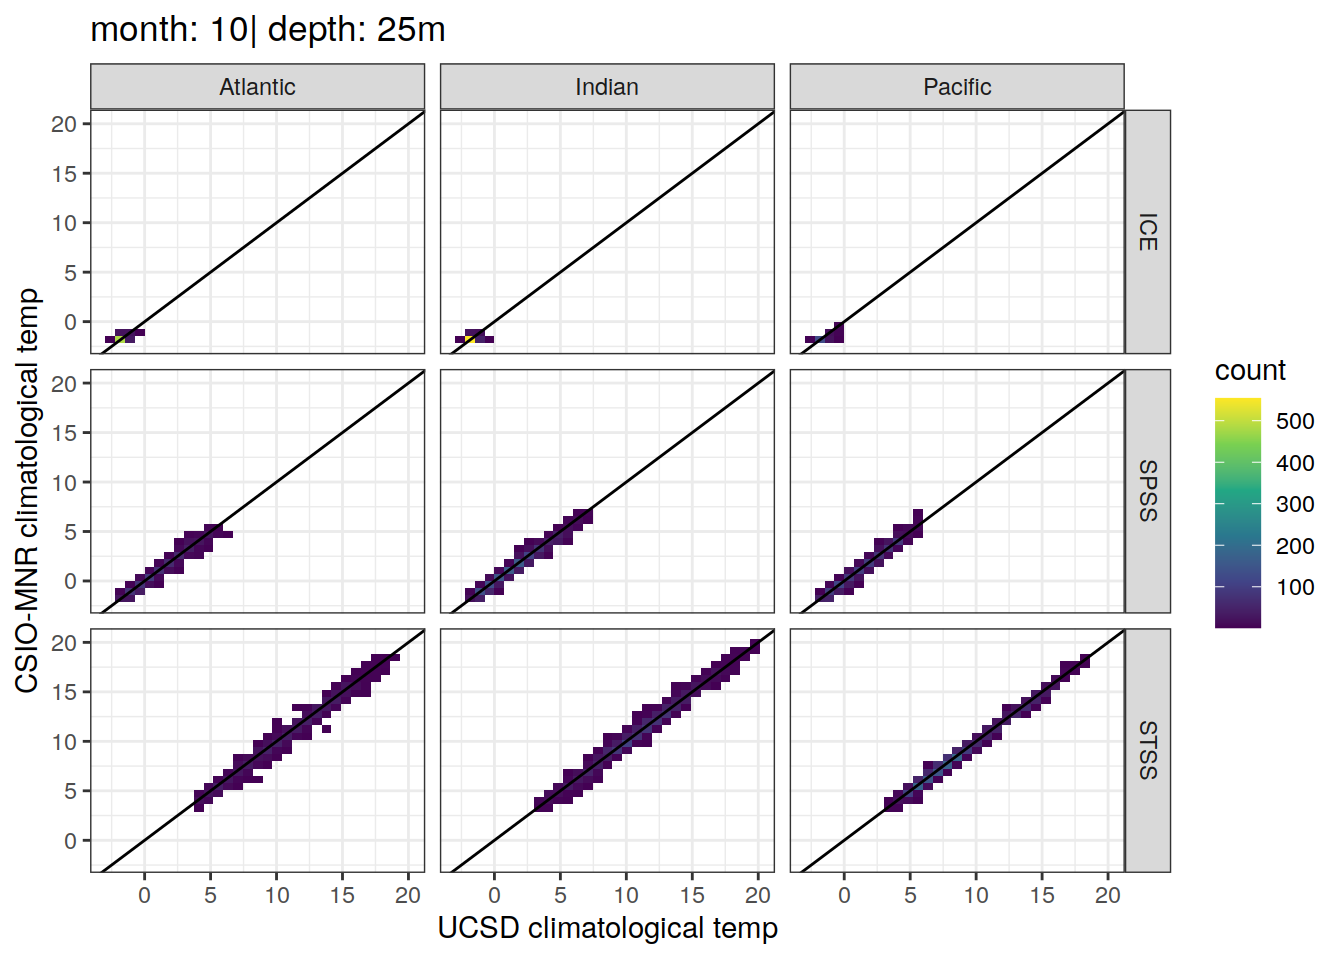 month: 10| depth: 25m
Atlantic Indian Pacific
20
15
10
5
0
ICE
20
15
10
5
0
SPSS
20
15
10
5
0
STSS
0 5 10 15 20 0 5 10 15 20 0 5 10 15 20
UCSD climatological temp
CSIO-MNR climatological temp
count
500
400
300
200
100